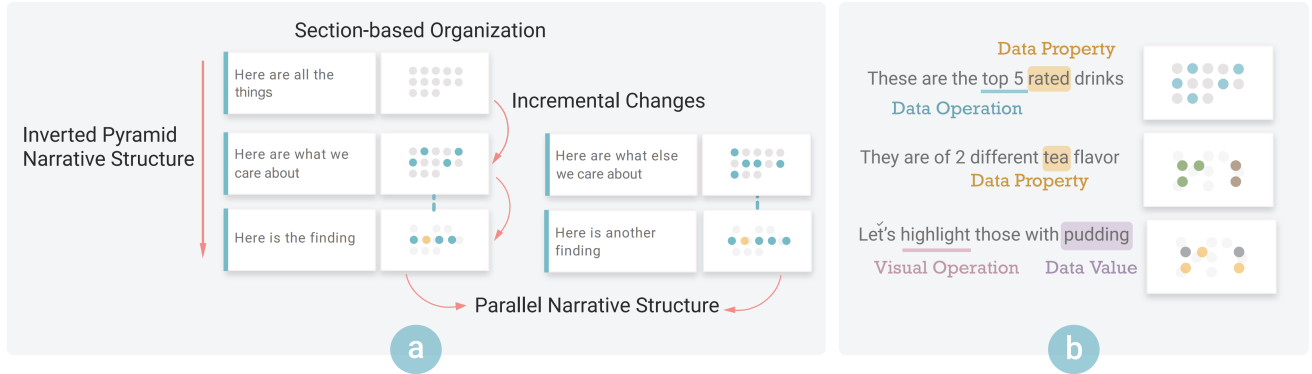 Section-based Organization
Inverted Pyramid
Narrative Structure
Here are all the
things
Incremental Changes
Here are what we
care about
Here is the finding
Here are what else
we care about
Here is another
finding
Parallel Narrative Structure
a
Data Property
These are the top 5 rated drinks
Data Operation
They are of 2 different tea flavor
Data Property
Let's highlight those with pudding
Visual Operation Data Value
b